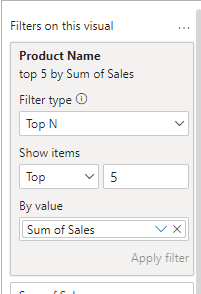 Filters on this visual ...
Product Name
top 5 by Sum of Sales
Filter type
Top N
Show items
Top 5
By value
Sum of Sales
Apply filter